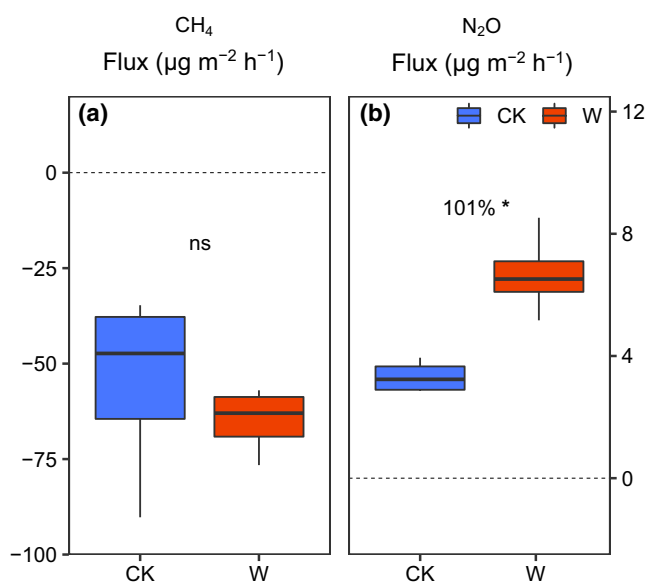 CH₄
Flux (µg m⁻² h⁻¹)
N₂O
Flux (µg m⁻² h⁻¹)
(a)
0
−25
−50
−75
−100
ns
CK
W
(b)
CK
W
101% *
12
8
4
0
CK
W